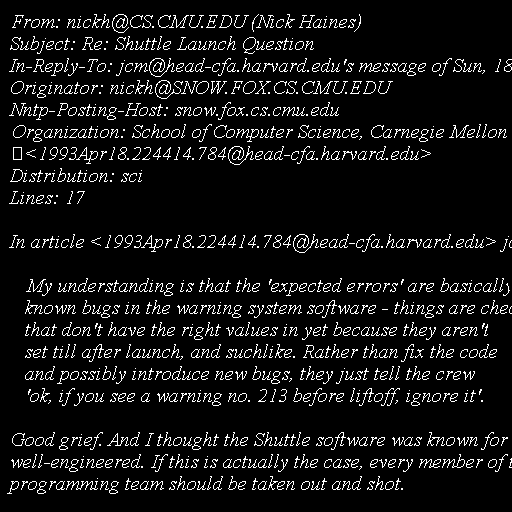 From: nickh@CS.CMU.EDU (Nick Haines)
Subject: Re: Shuttle Launch Question
In-Reply-To: jcm@head-cfa.harvard.edu's message of Sun, 18
Originator: nickh@SNOW.FOX.CS.CMU.EDU
Nntp-Posting-Host: snow.fox.cs.cmu.edu
Organization: School of Computer Science, Carnegie Mellon
<1993Apr18.224414.784@head-cfa.harvard.edu>
Distribution: sci
Lines: 17

In article <1993Apr18.224414.784@head-cfa.harvard.edu>

My understanding is that the 'expected errors' are basically
known bugs in the warning system software - things are
that don't have the right values in yet because they aren't
set till after launch, and suchlike. Rather than fix the code
and possibly introduce new bugs, they just tell the crew
'ok, if you see a warning no. 213 before liftoff, ignore it'.

Good grief. And I thought the Shuttle software was known for
well-engineered. If this is actually the case, every member of
programming team should be taken out and shot.